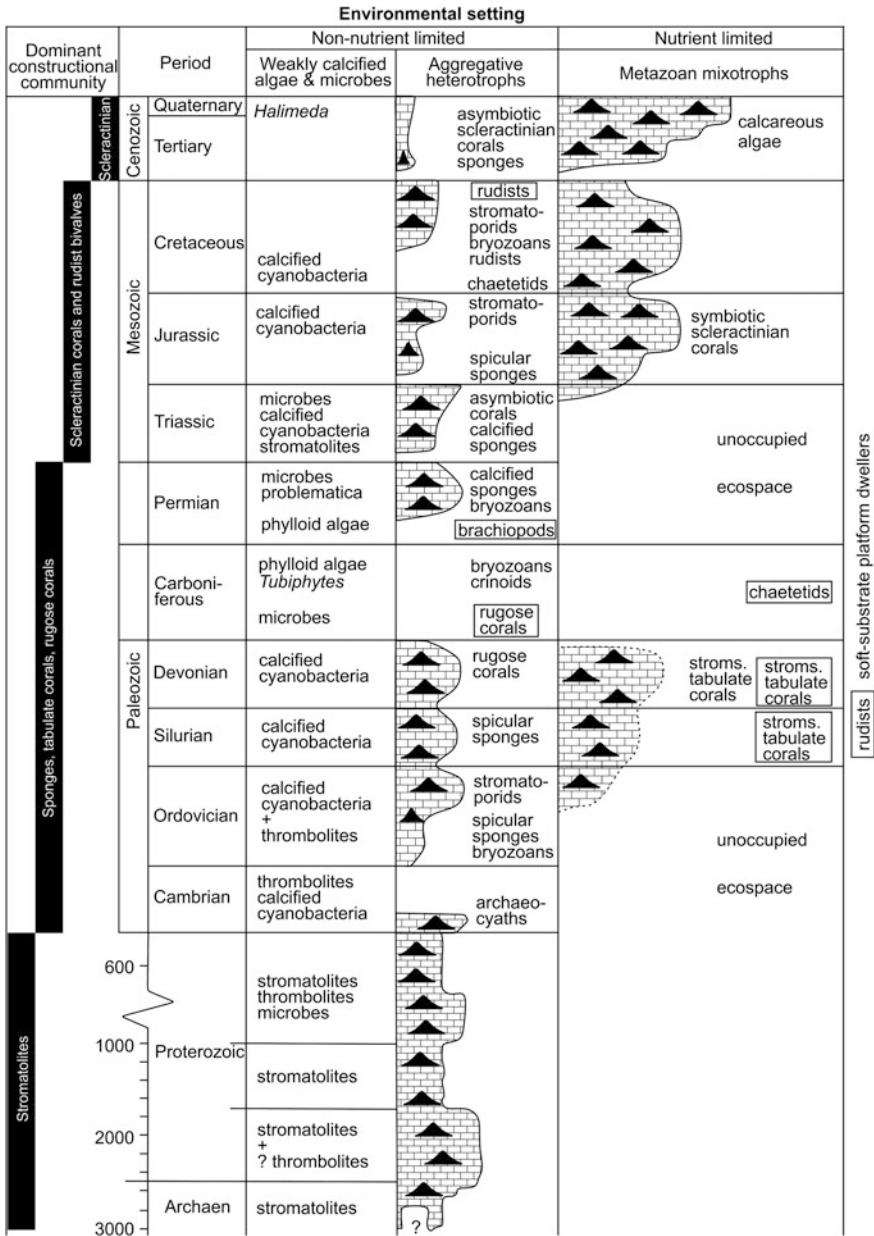 Environmental setting
Dominant
constructional
community
Period
Non-nutrient limited
Nutrient limited
Weakly calcified
algae & microbes
Aggregative
heterotrophs
Metazoan mixotrophs
Scleractinian
Cenozoic
Quaternary
Tertiary
Halimeda
asymbiotic
scleractinian
corals
sponges
calcareous
algae
Scleractinian corals and rudist bivalves
Mesozoic
Cretaceous
calcified
cyanobacteria
rudists
stromato-
porids
bryozoans
rudists
chaetetids
Jurassic
calcified
cyanobacteria
stromato-
porids
spicular
sponges
symbiotic
scleractinian
corals
Triassic
microbes
calcified
cyanobacteria
stromatolites
asymbiotic
corals
calcified
sponges
unoccupied
ecospace
Sponges, tabulate corals, rugose corals
Paleozoic
Permian
microbes
problematica
phylloid algae
calcified
sponges
bryozoans
brachiopods
Carboni-
ferous
phylloid algae
Tubiphytes
microbes
bryozoans
crinoids
rugose
corals
chaetetids
Devonian
calcified
cyanobacteria
rugose
corals
stroms.
tabulate
corals
stroms.
tabulate
corals
Silurian
calcified
cyanobacteria
spicular
sponges
stroms.
tabulate
corals
Ordovician
calcified
cyanobacteria
+
thrombolites
stromato-
porids
spicular
sponges
bryozoans
unoccupied
ecospace
Cambrian
thrombolites
calcified
cyanobacteria
archaeo-
cyaths
Stromatolites
600
1000
2000
3000
Proterozoic
stromatolites
thrombolites
microbes
stromatolites
stromatolites
+
? thrombolites
Archaen
stromatolites
?
rudists
soft-substrate platform dwellers